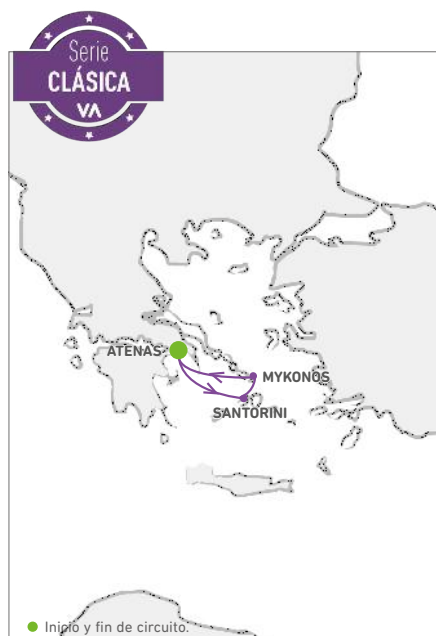 Serie
CLÁSICA
VA
ATENAS
MYKONOS
SANTORINI
Inicio y fin de circuito.